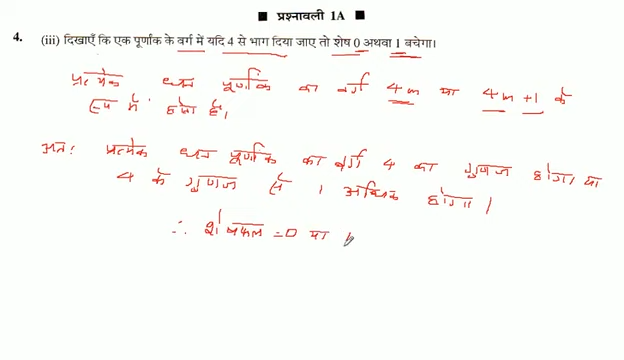 ■ प्रश्नावली 1A ■
4. (iii) दिखाएँ कि एक पूर्णांक के वर्ग में यदि 4 से भाग दिया जाए तो शेष 0 अथवा 1 बचेगा।
प्रत्येक धन पूर्णांक का वर्ग 4m या 4m+1 के
रूप में होता है।
अतः प्रत्येक धन पूर्णांक का वर्ग 4 का गुणज होगा या
4 के गुणज से 1 अधिक होगा।
∴ शेषफल = 0 या 1